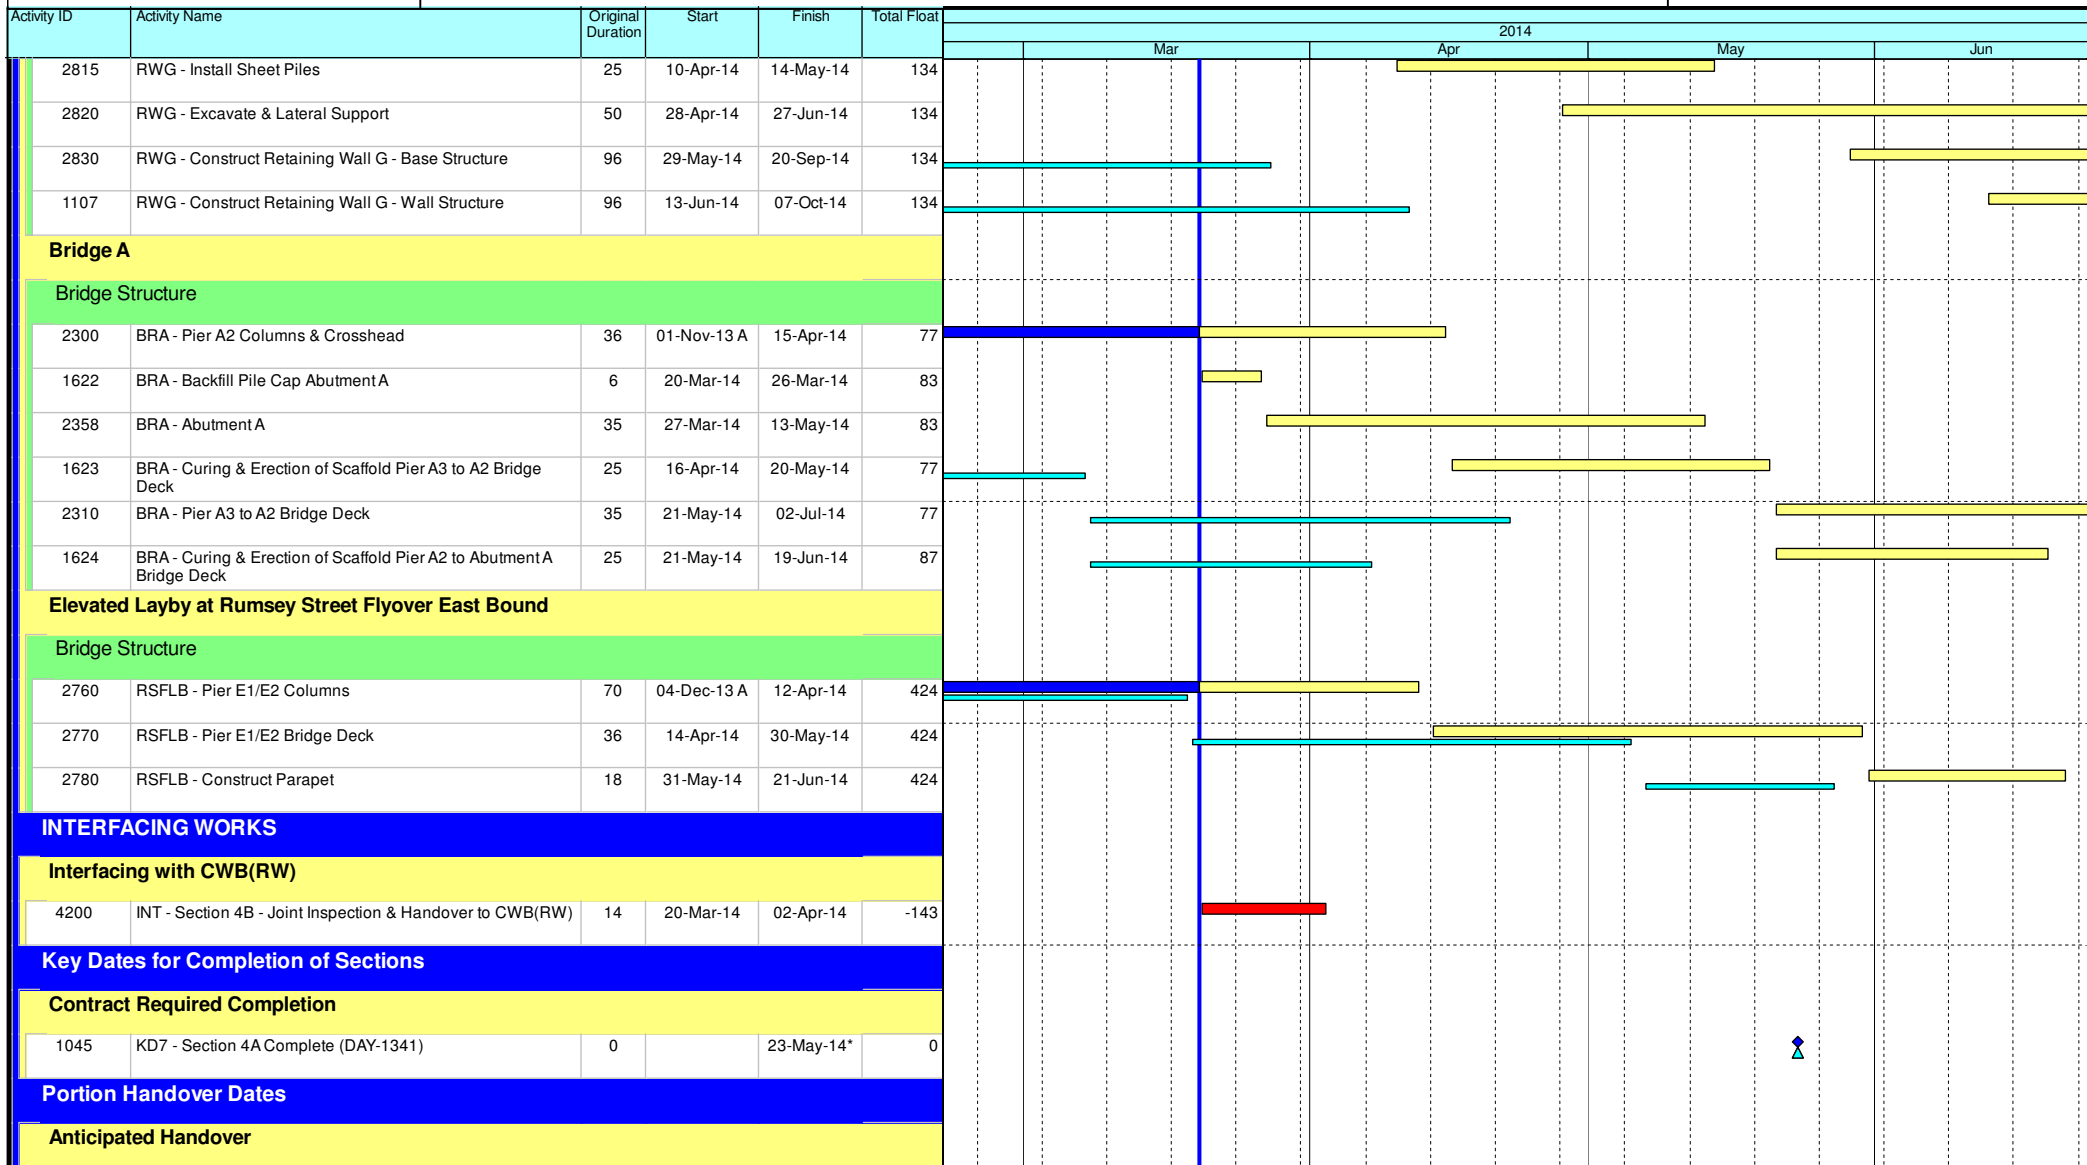 Activity ID Activity Name Original Duration Start Finish Total Float
2014
Mar Apr May Jun
2815 RWG - Install Sheet Piles 25 10-Apr-14 14-May-14 134
2820 RWG - Excavate & Lateral Support 50 28-Apr-14 27-Jun-14 134
2830 RWG - Construct Retaining Wall G - Base Structure 96 29-May-14 20-Sep-14 134
1107 RWG - Construct Retaining Wall G - Wall Structure 96 13-Jun-14 07-Oct-14 134
Bridge A
Bridge Structure
2300 BRA - Pier A2 Columns & Crosshead 36 01-Nov-13 A 15-Apr-14 77
1622 BRA - Backfill Pile Cap Abutment A 6 20-Mar-14 26-Mar-14 83
2358 BRA - Abutment A 35 27-Mar-14 13-May-14 83
1623 BRA - Curing & Erection of Scaffold Pier A3 to A2 Bridge Deck 25 16-Apr-14 20-May-14 77
2310 BRA - Pier A3 to A2 Bridge Deck 35 21-May-14 02-Jul-14 77
1624 BRA - Curing & Erection of Scaffold Pier A2 to Abutment A Bridge Deck 25 21-May-14 19-Jun-14 87
Elevated Layby at Rumsey Street Flyover East Bound
Bridge Structure
2760 RSFLB - Pier E1/E2 Columns 70 04-Dec-13 A 12-Apr-14 424
2770 RSFLB - Pier E1/E2 Bridge Deck 36 14-Apr-14 30-May-14 424
2780 RSFLB - Construct Parapet 18 31-May-14 21-Jun-14 424
INTERFACING WORKS
Interfacing with CWB(RW)
4200 INT - Section 4B - Joint Inspection & Handover to CWB(RW) 14 20-Mar-14 02-Apr-14 -143
Key Dates for Completion of Sections
Contract Required Completion
1045 KD7 - Section 4A Complete (DAY-1341) 0 23-May-14* 0
Portion Handover Dates
Anticipated Handover